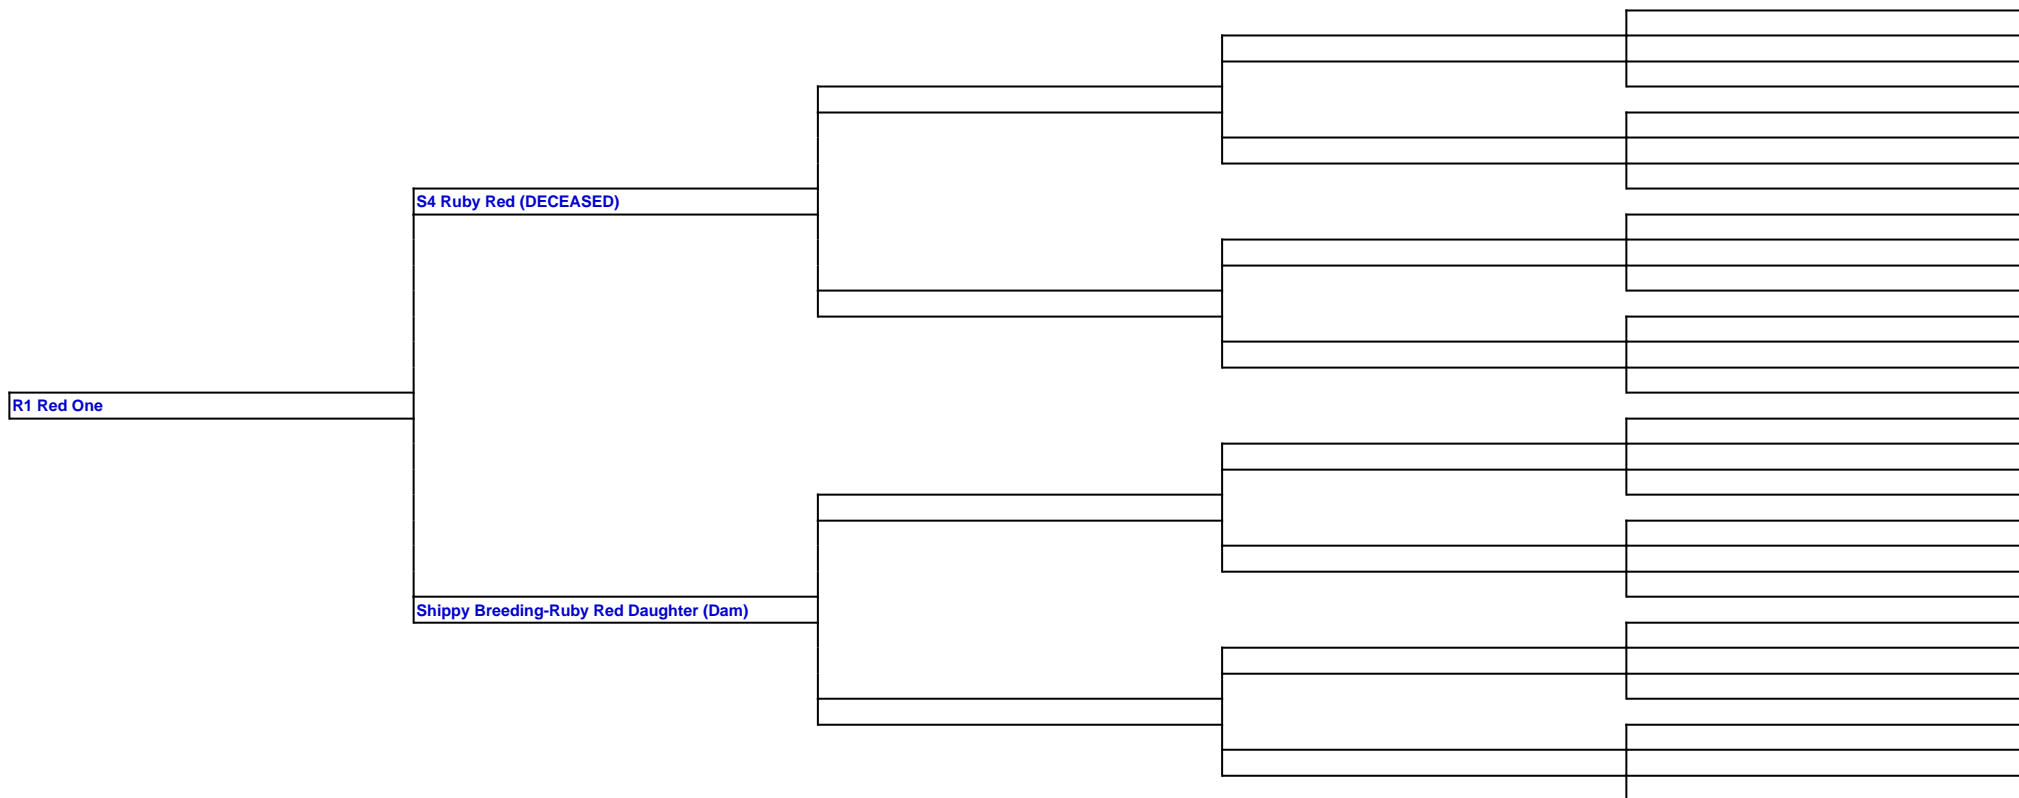 S4 Ruby Red (DECEASED)
R1 Red One
Shippy Breeding-Ruby Red Daughter (Dam)